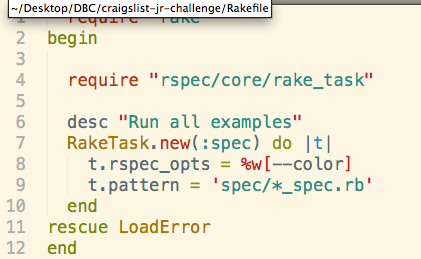 ~/Desktop/DBC/craigslist-jr-challenge/Rakefile
1 require "rake"
2 begin
3
4 require "rspec/core/rake_task"
5
6 desc "Run all examples"
7 RakeTask.new(:spec) do |t|
8 t.rspec_opts = %w[--color]
9 t.pattern = 'spec/*_spec.rb'
10 end
11 rescue LoadError
12 end